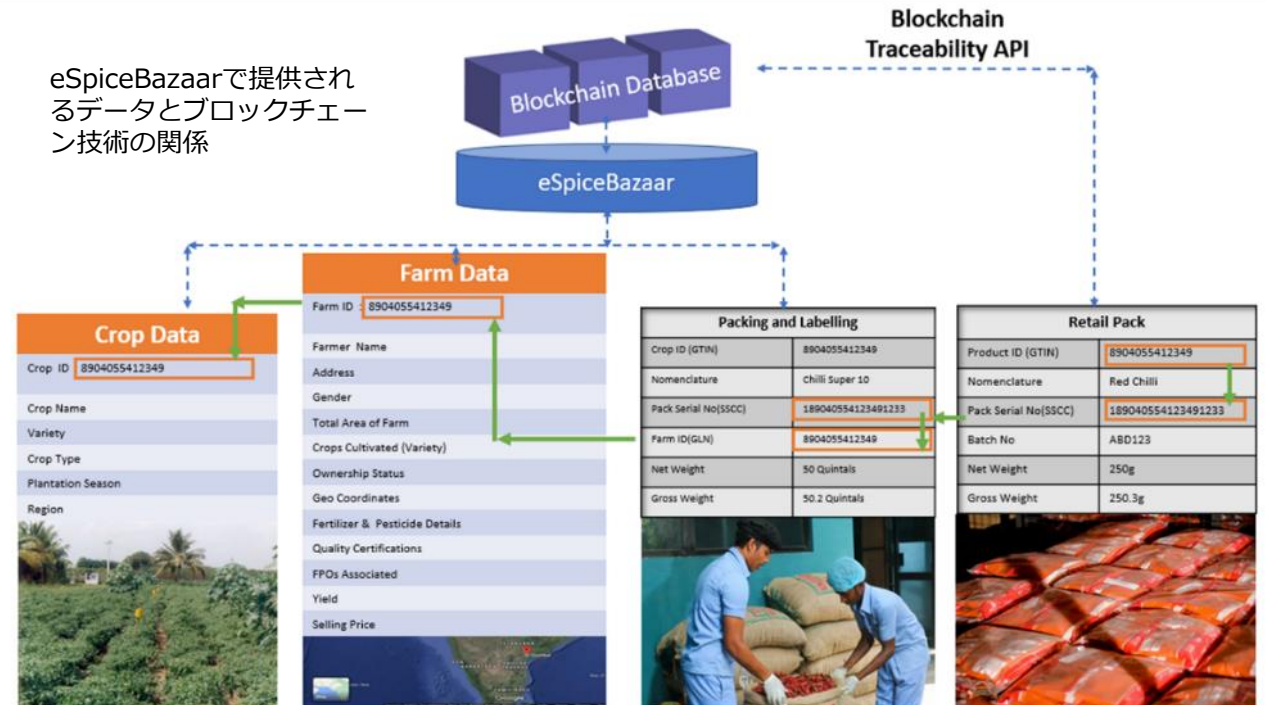 eSpiceBazaarで提供され
るデータとブロックチェー
ン技術の関係
Blockchain Database
Blockchain
Traceability API
eSpiceBazaar
Crop Data
Crop ID 8904055412349
Crop Name
Variety
Crop Type
Plantation Season
Region
Farm Data
Farm ID : 8904055412349
Farmer Name
Address
Gender
Total Area of Farm
Crops Cultivated (Variety)
Ownership Status
Geo Coordinates
Fertilizer & Pesticide Details
Quality Certifications
FPOs Associated
Yield
Selling Price
Packing and Labelling
Crop ID (GTIN) 8904055412349
Nomenclature Chilli Super 10
Pack Serial No(SSCC) 189040554123491233
Farm ID(GLN) 8904055412349
Net Weight 50 Quintals
Gross Weight 50.2 Quintals
Retail Pack
Product ID (GTIN) 8904055412349
Nomenclature Red Chilli
Pack Serial No(SSCC) 189040554123491233
Batch No ABD123
Net Weight 250g
Gross Weight 250.3g